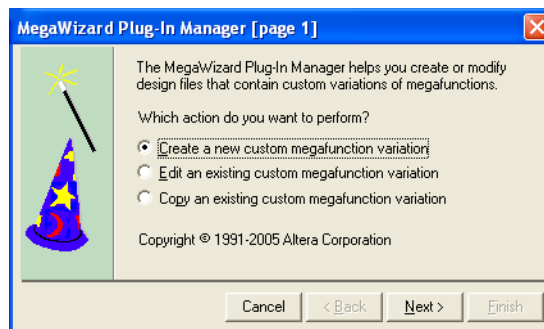 MegaWizard Plug-In Manager [page 1]
The MegaWizard Plug-In Manager helps you create or modify
design files that contain custom variations of megafunctions.
Which action do you want to perform?
Create a new custom megafunction variation
Edit an existing custom megafunction variation
Copy an existing custom megafunction variation
Copyright © 1991-2005 Altera Corporation
Cancel
< Back
Next >
Finish